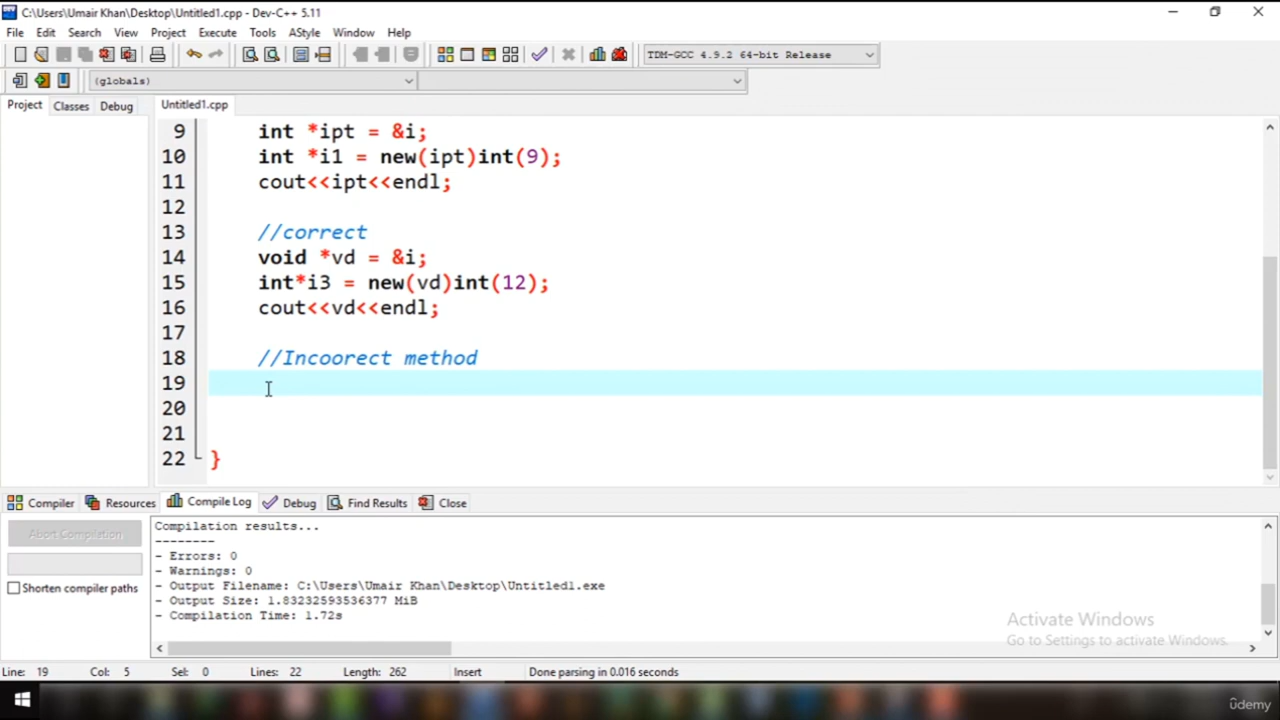 C:\Users\Umair Khan\Desktop\Untitled1.cpp - Dev-C++ 5.11
File Edit Search View Project Execute Tools AStyle Window Help
TDM-GCC 4.9.2 64-bit Release
(globals)
Project Classes Debug Untitled1.cpp
9 int *ipt = &i;
10 int *i1 = new(ipt)int(9);
11 cout<<ipt<<endl;
12
13 //correct
14 void *vd = &i;
15 int*i3 = new(vd)int(12);
16 cout<<vd<<endl;
17
18 //Incoorect method
19
20
21
22 }
Compiler Resources Compile Log Debug Find Results Close
Abort Compilation
Shorten compiler paths
Compilation results...
--------
- Errors: 0
- Warnings: 0
- Output Filename: C:\Users\Umair Khan\Desktop\Untitled1.exe
- Output Size: 1.83232593536377 MiB
- Compilation Time: 1.72s
Activate Windows
Go to Settings to activate Windows.
Line: 19 Col: 5 Sel: 0 Lines: 22 Length: 262 Insert Done parsing in 0.016 seconds
ûdemy